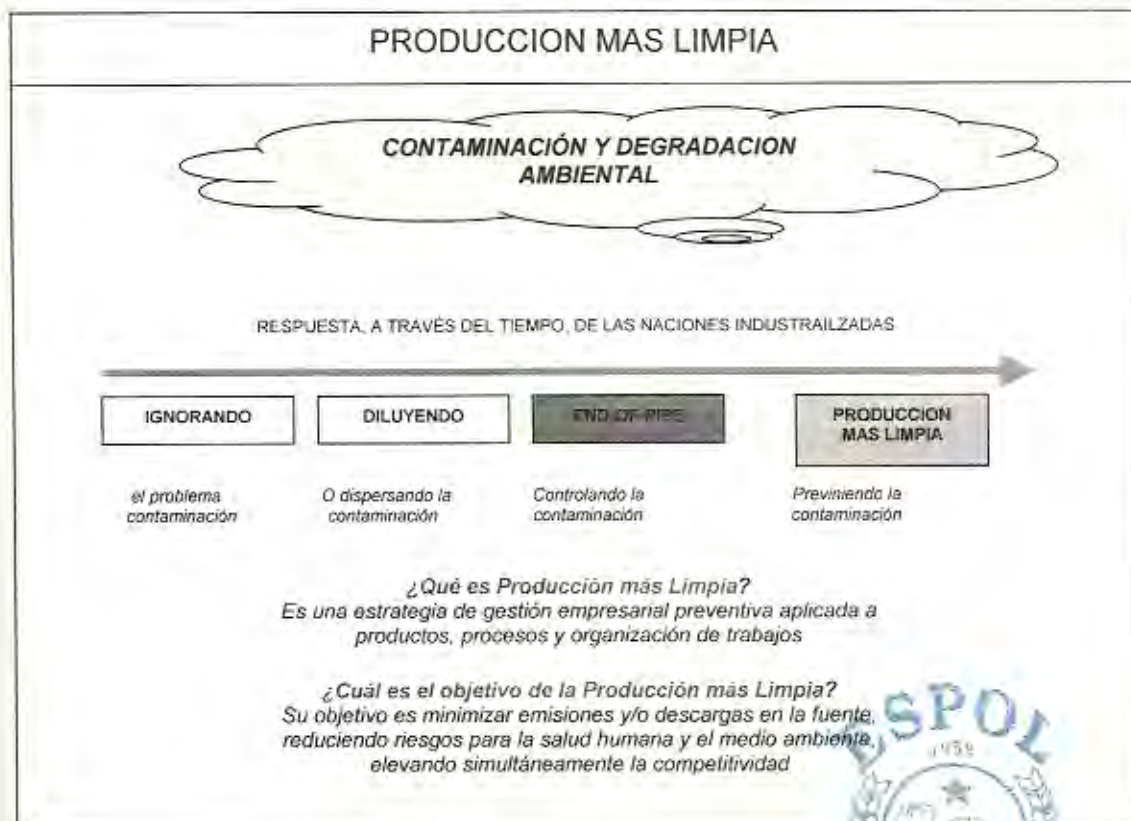 PRODUCCION MAS LIMPIA
CONTAMINACIÓN Y DEGRADACION
AMBIENTAL
RESPUESTA, A TRAVÉS DEL TIEMPO, DE LAS NACIONES INDUSTRAILZADAS
IGNORANDO
DILUYENDO
END-OF-PIPE
PRODUCCION
MAS LIMPIA
el problema
contaminación
O dispersando la
contaminación
Controlando la
contaminación
Previniendo la
contaminación
¿Qué es Producción más Limpia?
Es una estrategia de gestión empresarial preventiva aplicada a
productos, procesos y organización de trabajos
¿Cuál es el objetivo de la Producción más Limpia?
Su objetivo es minimizar emisiones y/o descargas en la fuente,
reduciendo riesgos para la salud humana y el medio ambiente,
elevando simultáneamente la competitividad
ESPOL
1958